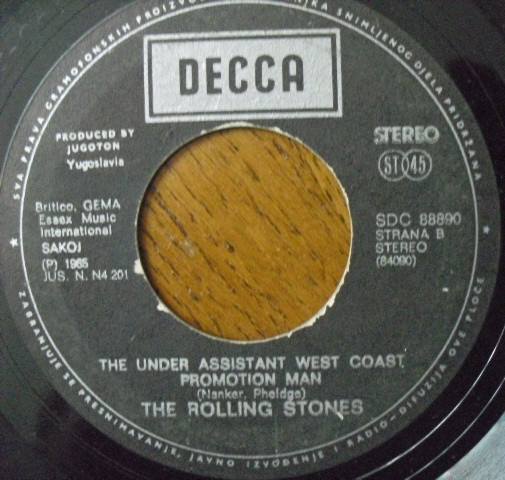 SVA PRAVA GRAMOFONSKIH PROIZVO
NIKA SNIMLJENOG DJELA PRIDRŽANA
DECCA
PRODUCED BY
JUGOTON
Yugoslavia
STEREO
ST 45
Britico, GEMA
Essex Music
International
SAKOJ
(P) 1965
JUS. N. N4 201
SDC 88890
STRANA B
STEREO
(84090)
THE UNDER ASSISTANT WEST COAST
PROMOTION MAN
(Nanker, Pheldge)
THE ROLLING STONES
ZABRANJUJE SE PRESNIMAVANJE, JAVNO IZVOĐENJE I RADIO-DIFUZIJA OVE PLOČE